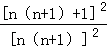 [n (n+1) +1]²
[n (n+1) ]²